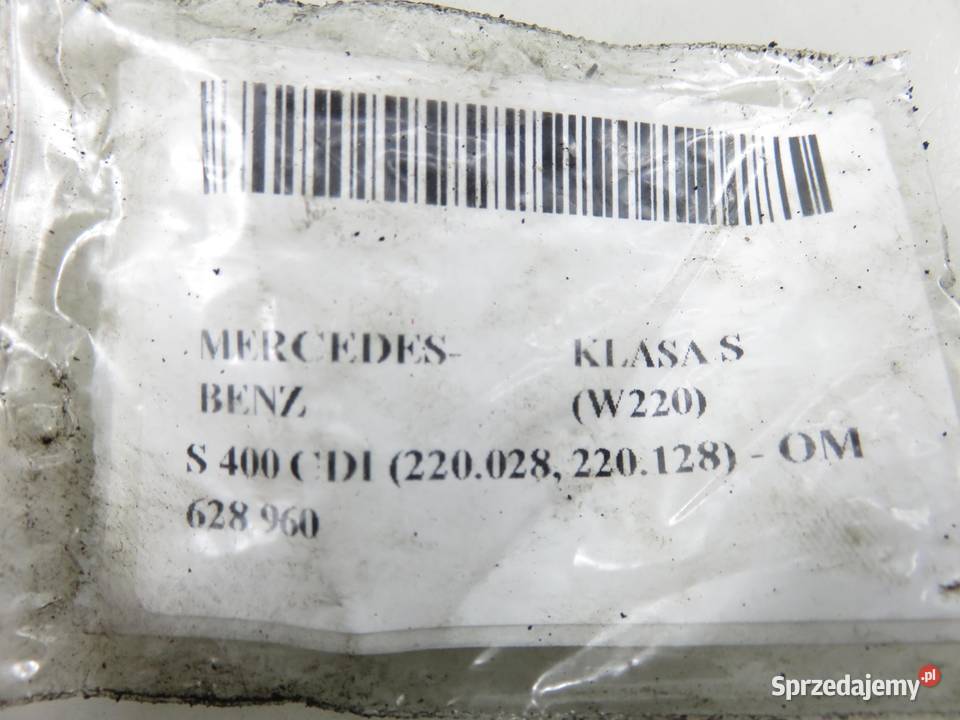 MERCEDES- KLASA S
BENZ (W220)
S 400 CDI (220.028, 220.128) - OM
628.960
Sprzedajemy.pl